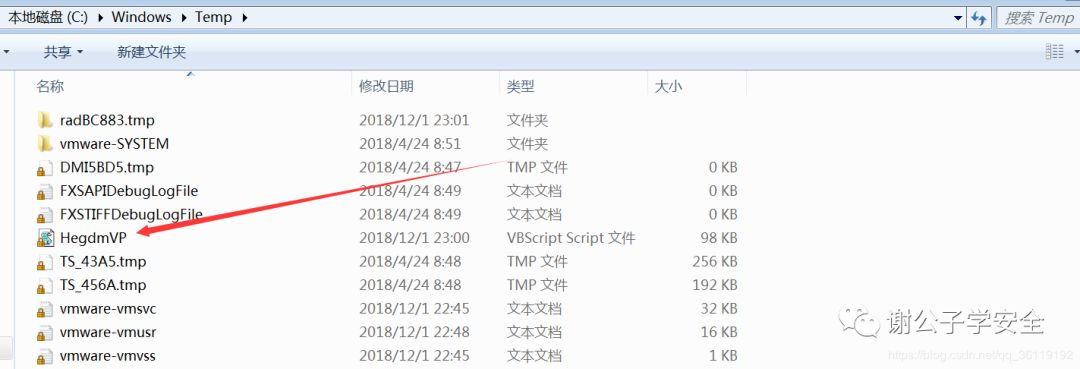 本地磁盘 (C:) ▸ Windows ▸ Temp ▸ 搜索 Temp
共享 新建文件夹
名称 修改日期 类型 大小
radBC883.tmp 2018/12/1 23:01 文件夹
vmware-SYSTEM 2018/4/24 8:51 文件夹
DMI5BD5.tmp 2018/4/24 8:47 TMP 文件 0 KB
FXSAPIDebugLogFile 2018/4/24 8:49 文本文档 0 KB
FXSTIFFDebugLogFile 2018/4/24 8:49 文本文档 0 KB
HegdmVP 2018/12/1 23:00 VBScript Script 文件 98 KB
TS_43A5.tmp 2018/4/24 8:48 TMP 文件 256 KB
TS_456A.tmp 2018/4/24 8:48 TMP 文件 192 KB
vmware-vmsvc 2018/12/1 22:45 文本文档 32 KB
vmware-vmusr 2018/12/1 22:48 文本文档 16 KB
vmware-vmvss 2018/12/1 22:45 文本文档 1 KB
谢公子学安全
https://blog.csdn.net/qq_36119192